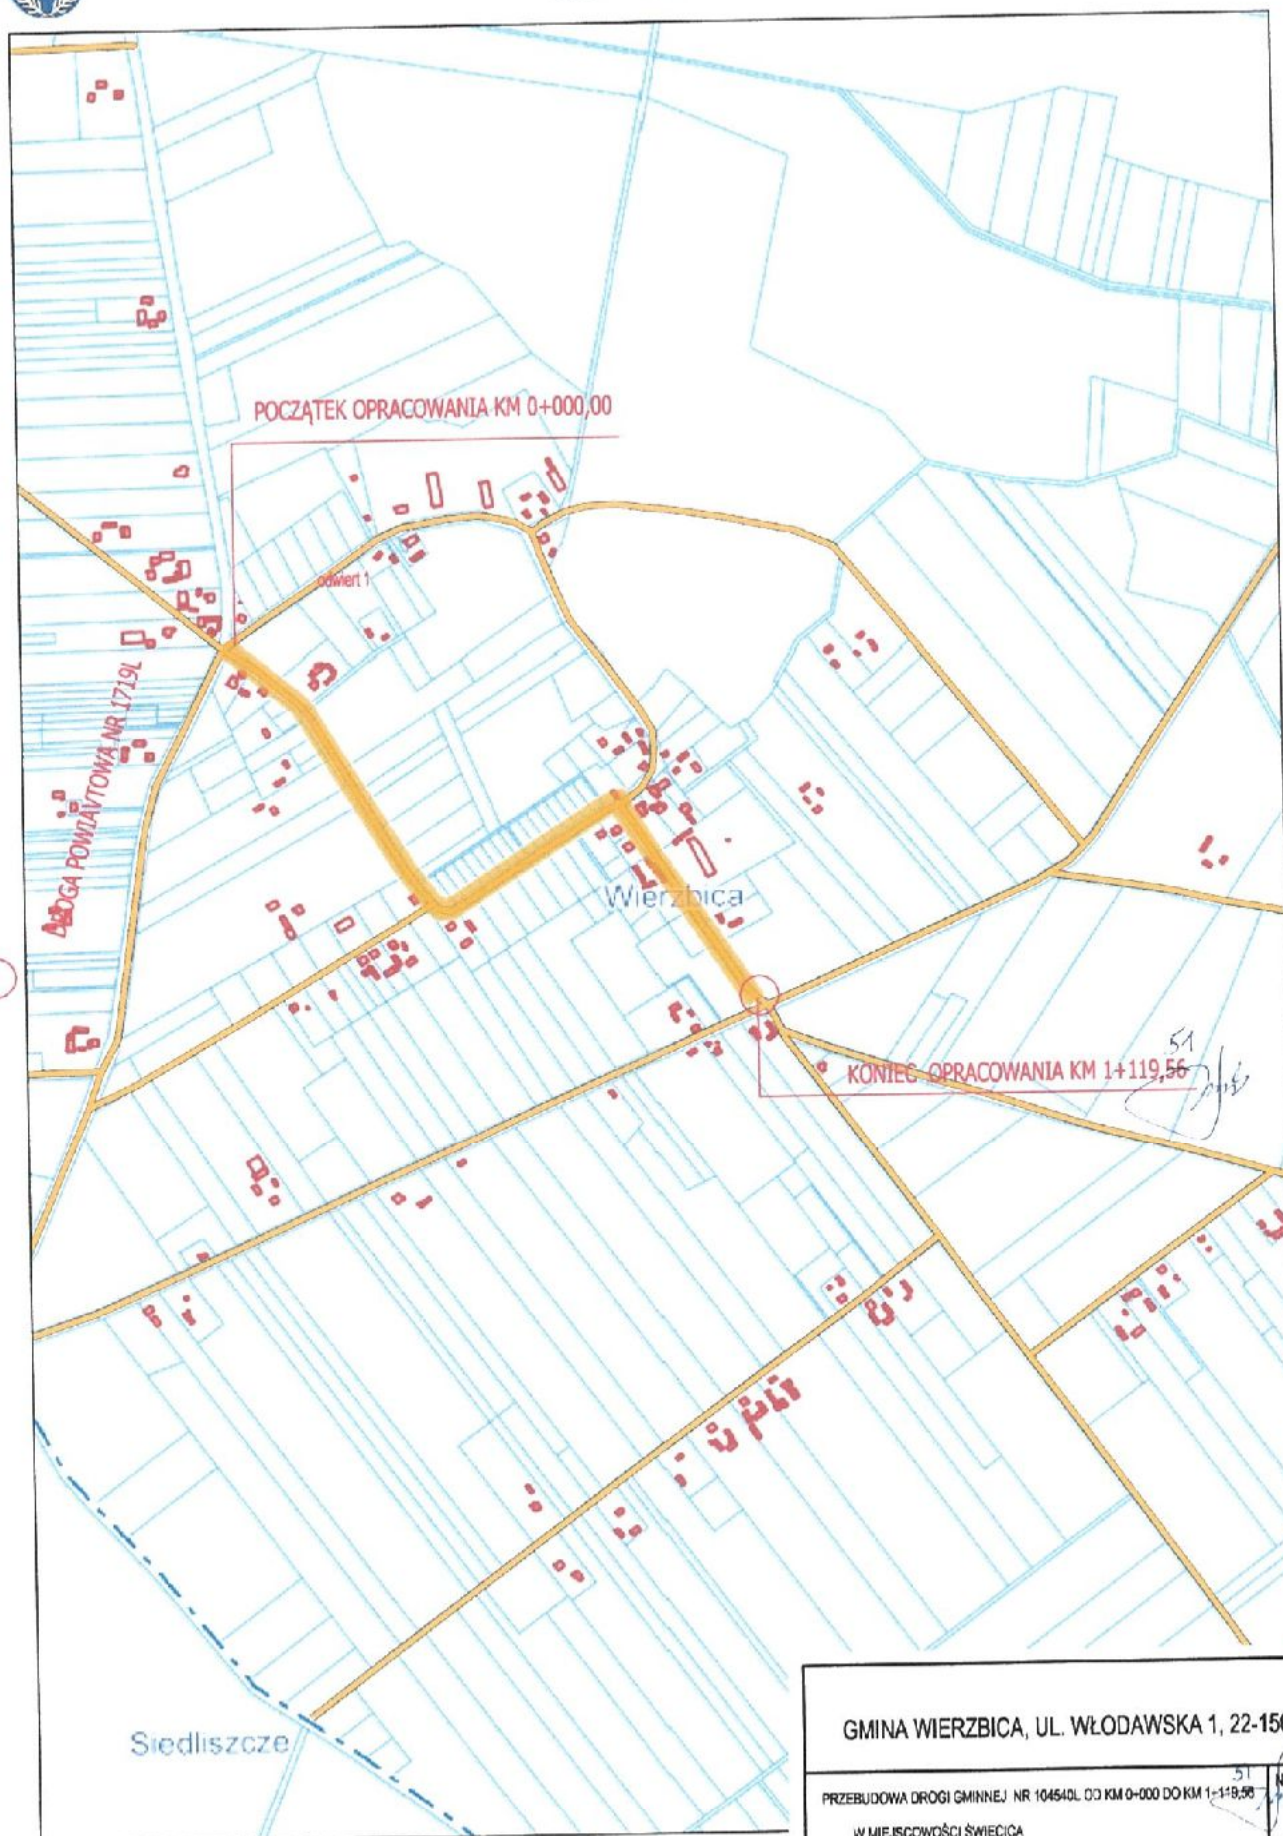 POCZĄTEK OPRACOWANIA KM 0+000,00
odwiert 1
DROGA POWIATOWA NR 1719L
Wierzbica
51
KONIEC OPRACOWANIA KM 1+119,56
Siedliszcze
GMINA WIERZBICA, UL. WŁODAWSKA 1, 22-150
51
PRZEBUDOWA DROGI GMINNEJ NR 104540L OD KM 0+000 DO KM 1+119,56
W MIEJSCOWOŚCI ŚWIĘCICA